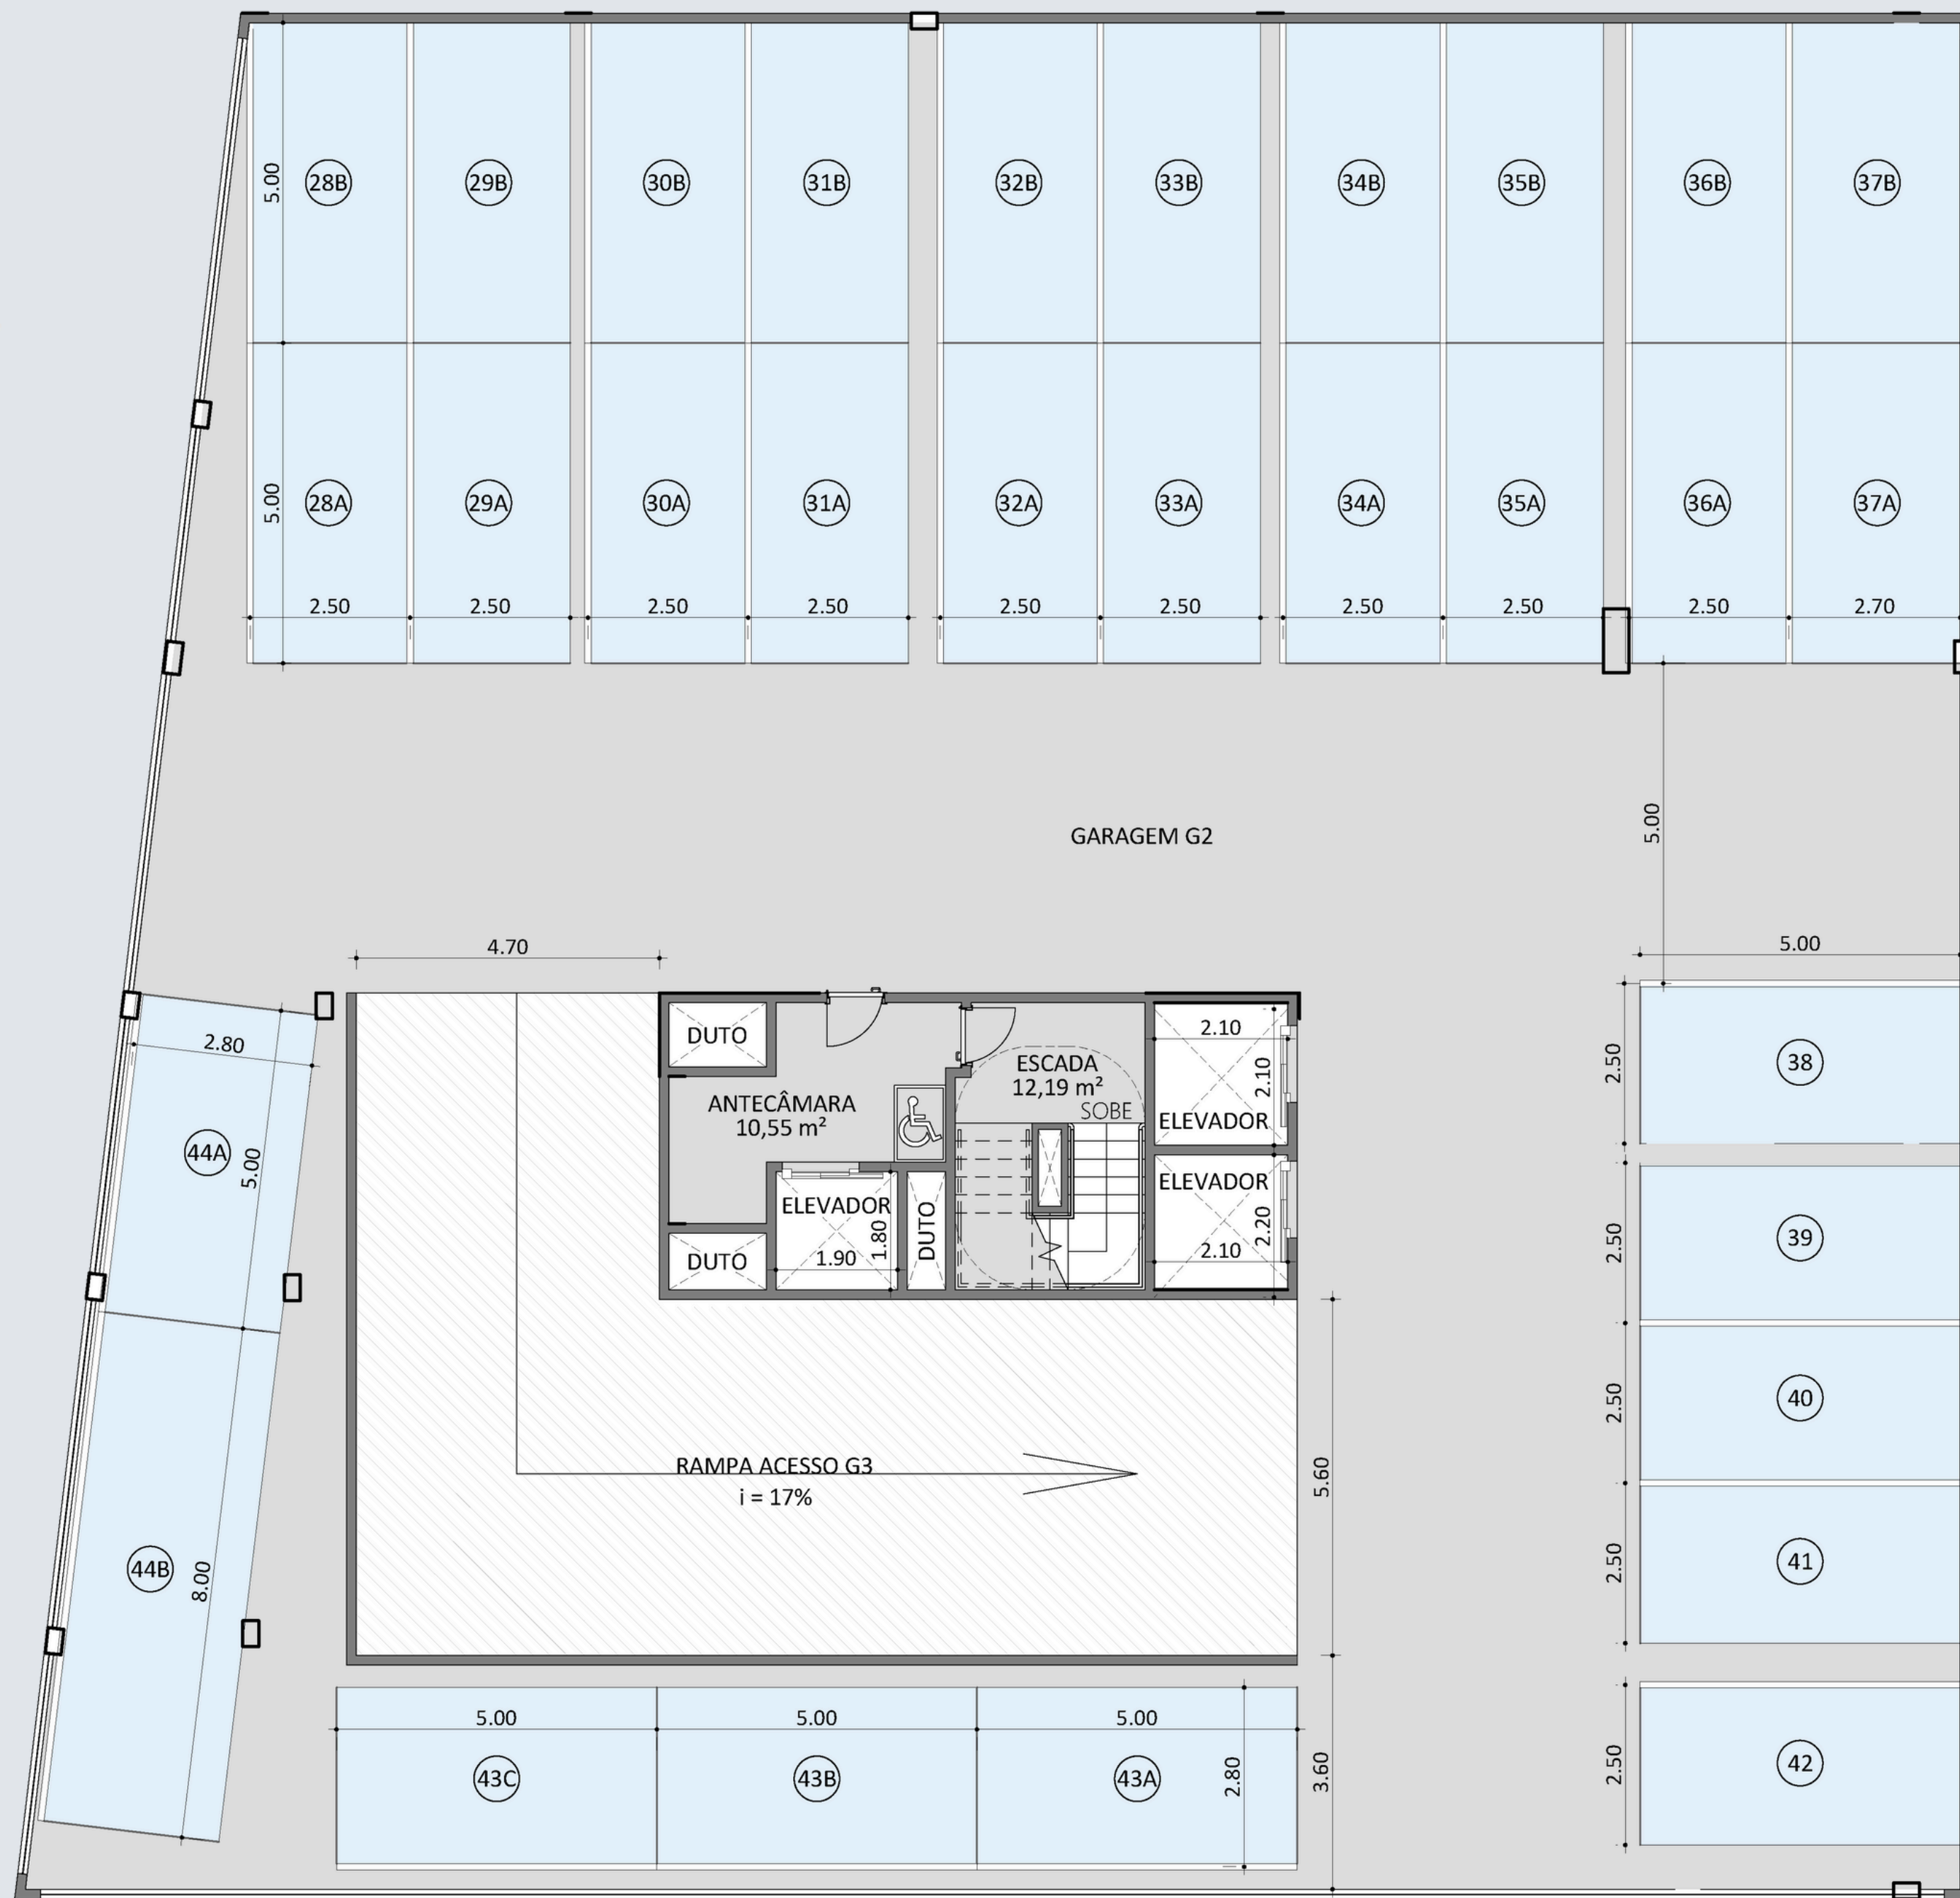 28B 29B 30B 31B 32B 33B 34B 35B 36B 37B
5.00
28A 29A 30A 31A 32A 33A 34A 35A 36A 37A
5.00
2.50 2.50 2.50 2.50 2.50 2.50 2.50 2.50 2.50 2.70
GARAGEM G2
5.00
4.70
5.00
2.80
44A
5.00
44B
8.00
DUTO
ANTECÂMARA
10,55 m²
ESCADA
12,19 m²
SOBE
2.10
2.10
ELEVADOR
ELEVADOR
2.20
2.10
ELEVADOR
1.80
1.90
DUTO
DUTO
RAMPA ACESSO G3
i = 17%
5.60
38
2.50
39
2.50
40
2.50
41
2.50
42
2.50
5.00 5.00 5.00
43C 43B 43A
2.80
3.60